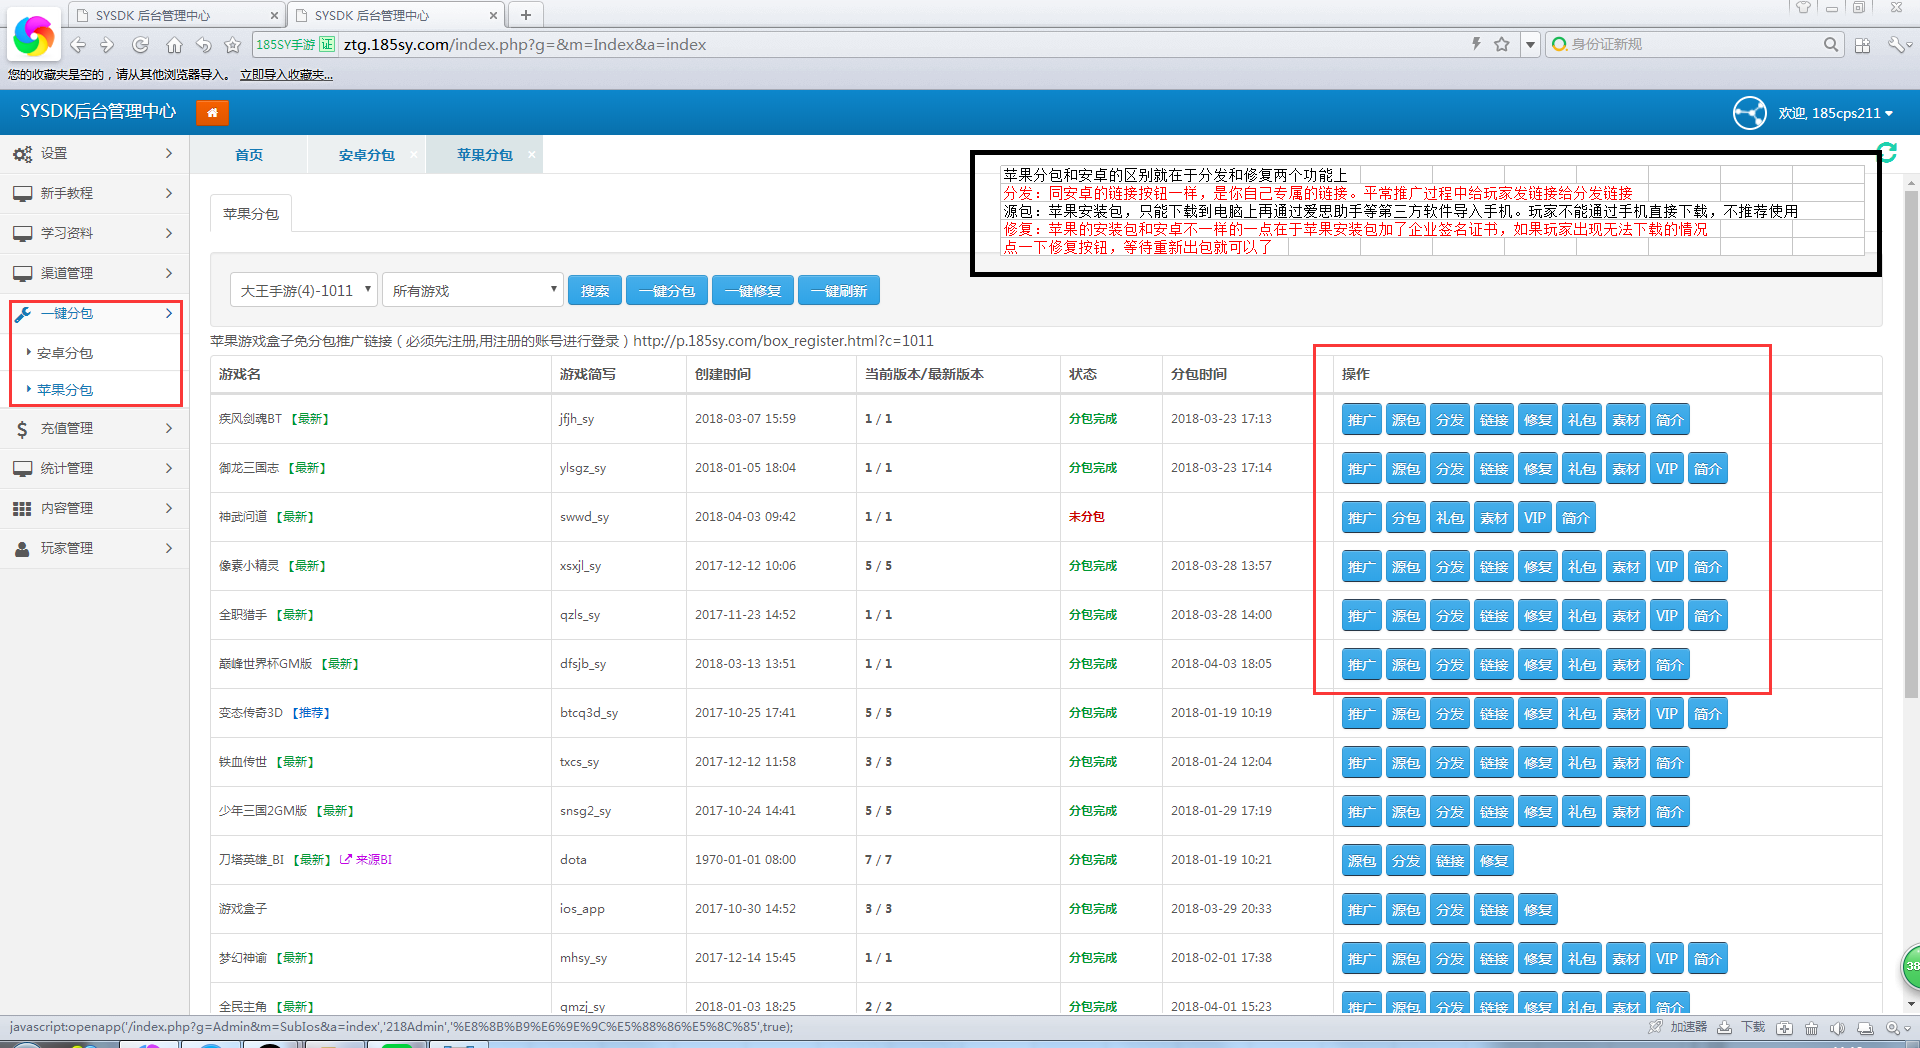 SYSDK 后台管理中心
SYSDK 后台管理中心
185SY手游 证 ztg.185sy.com/index.php?g=&m=Index&a=index
身份证新规
您的收藏夹是空的，请从其他浏览器导入。 立即导入收藏夹...
SYSDK后台管理中心
欢迎, 185cps211
设置
新手教程
学习资料
渠道管理
一键分包
安卓分包
苹果分包
充值管理
统计管理
内容管理
玩家管理
首页 安卓分包 苹果分包
苹果分包
苹果分包和安卓的区别就在于分发和修复两个功能上
分发：同安卓的链接按钮一样，是你自己专属的链接。平常推广过程中给玩家发链接给分发链接
源包：苹果安装包，只能下载到电脑上再通过爱思助手等第三方软件导入手机。玩家不能通过手机直接下载，不推荐使用
修复：苹果的安装包和安卓不一样的一点在于苹果安装包加了企业签名证书，如果玩家出现无法下载的情况
点一下修复按钮，等待重新出包就可以了
大王手游(4)-1011 所有游戏 搜索 一键分包 一键修复 一键刷新
苹果游戏盒子免分包推广链接（必须先注册,用注册的账号进行登录）http://p.185sy.com/box_register.html?c=1011
游戏名 游戏简写 创建时间 当前版本/最新版本 状态 分包时间 操作
疾风剑魂BT 【最新】 jfjh_sy 2018-03-07 15:59 1 / 1 分包完成 2018-03-23 17:13 推广 源包 分发 链接 修复 礼包 素材 简介
御龙三国志 【最新】 ylsgz_sy 2018-01-05 18:04 1 / 1 分包完成 2018-03-23 17:14 推广 源包 分发 链接 修复 礼包 素材 VIP 简介
神武问道 【最新】 swwd_sy 2018-04-03 09:42 1 / 1 未分包 推广 分包 礼包 素材 VIP 简介
像素小精灵 【最新】 xsxjl_sy 2017-12-12 10:06 5 / 5 分包完成 2018-03-28 13:57 推广 源包 分发 链接 修复 礼包 素材 VIP 简介
全职猎手 【最新】 qzls_sy 2017-11-23 14:52 1 / 1 分包完成 2018-03-28 14:00 推广 源包 分发 链接 修复 礼包 素材 VIP 简介
巅峰世界杯GM版 【最新】 dfsjb_sy 2018-03-13 13:51 1 / 1 分包完成 2018-04-03 18:05 推广 源包 分发 链接 修复 礼包 素材 简介
变态传奇3D 【推荐】 btcq3d_sy 2017-10-25 17:41 5 / 5 分包完成 2018-01-19 10:19 推广 源包 分发 链接 修复 礼包 素材 VIP 简介
铁血传世 【最新】 txcs_sy 2017-12-12 11:58 3 / 3 分包完成 2018-01-24 12:04 推广 源包 分发 链接 修复 礼包 素材 简介
少年三国2GM版 【最新】 snsg2_sy 2017-10-24 14:41 5 / 5 分包完成 2018-01-29 17:19 推广 源包 分发 链接 修复 礼包 素材 简介
刀塔英雄_BI 【最新】 来源BI dota 1970-01-01 08:00 7 / 7 分包完成 2018-01-19 10:21 源包 分发 链接 修复
游戏盒子 ios_app 2017-10-30 14:52 3 / 3 分包完成 2018-03-29 20:33 推广 源包 分发 链接 修复
梦幻神谕 【最新】 mhsy_sy 2017-12-14 15:45 1 / 1 分包完成 2018-02-01 17:38 推广 源包 分发 链接 修复 礼包 素材 VIP 简介
全民主角 【最新】 qmzj_sy 2018-01-03 18:25 2 / 2 分包完成 2018-04-01 15:23 推广 源包 分发 链接 修复 礼包 素材 简介
38
javascript:openapp('/index.php?g=Admin&m=SubIos&a=index','218Admin','%E8%8B%B9%E6%9E%9C%E5%88%86%E5%8C%85',true);
加速器 下载